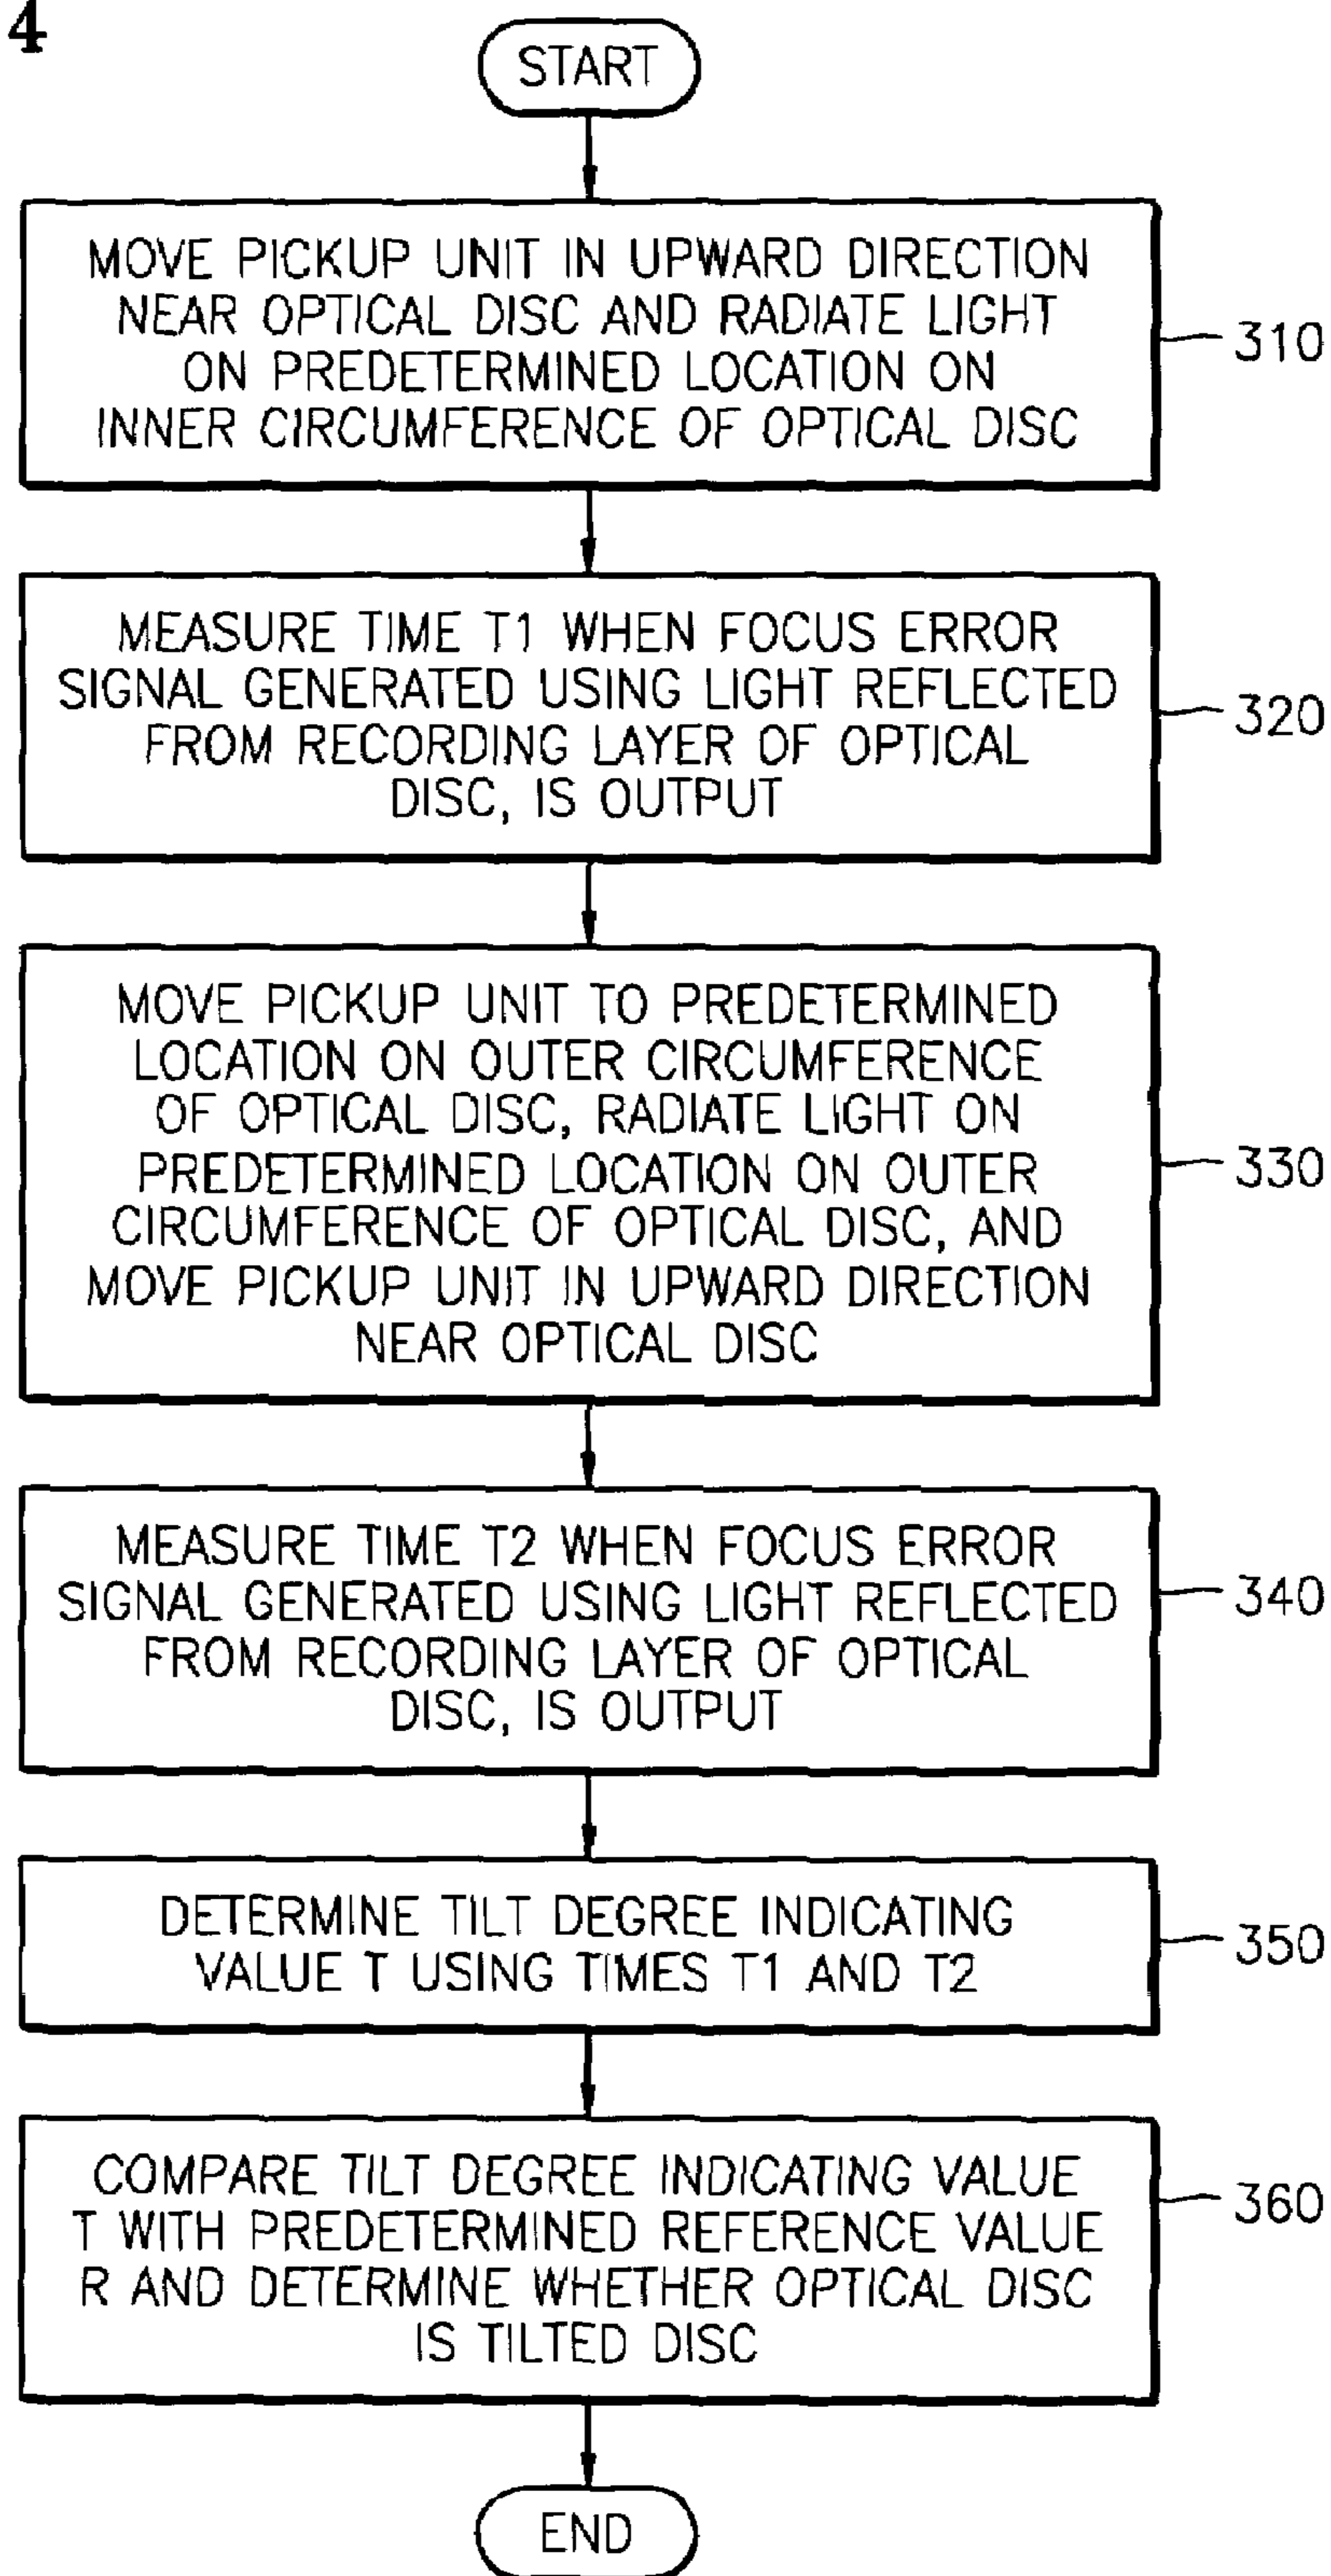 4
START
MOVE PICKUP UNIT IN UPWARD DIRECTION
NEAR OPTICAL DISC AND RADIATE LIGHT
ON PREDETERMINED LOCATION ON
INNER CIRCUMFERENCE OF OPTICAL DISC
310
MEASURE TIME T1 WHEN FOCUS ERROR
SIGNAL GENERATED USING LIGHT REFLECTED
FROM RECORDING LAYER OF OPTICAL
DISC, IS OUTPUT
320
MOVE PICKUP UNIT TO PREDETERMINED
LOCATION ON OUTER CIRCUMFERENCE
OF OPTICAL DISC, RADIATE LIGHT ON
PREDETERMINED LOCATION ON OUTER
CIRCUMFERENCE OF OPTICAL DISC, AND
MOVE PICKUP UNIT IN UPWARD DIRECTION
NEAR OPTICAL DISC
330
MEASURE TIME T2 WHEN FOCUS ERROR
SIGNAL GENERATED USING LIGHT REFLECTED
FROM RECORDING LAYER OF OPTICAL
DISC, IS OUTPUT
340
DETERMINE TILT DEGREE INDICATING
VALUE T USING TIMES T1 AND T2
350
COMPARE TILT DEGREE INDICATING VALUE
T WITH PREDETERMINED REFERENCE VALUE
R AND DETERMINE WHETHER OPTICAL DISC
IS TILTED DISC
360
END